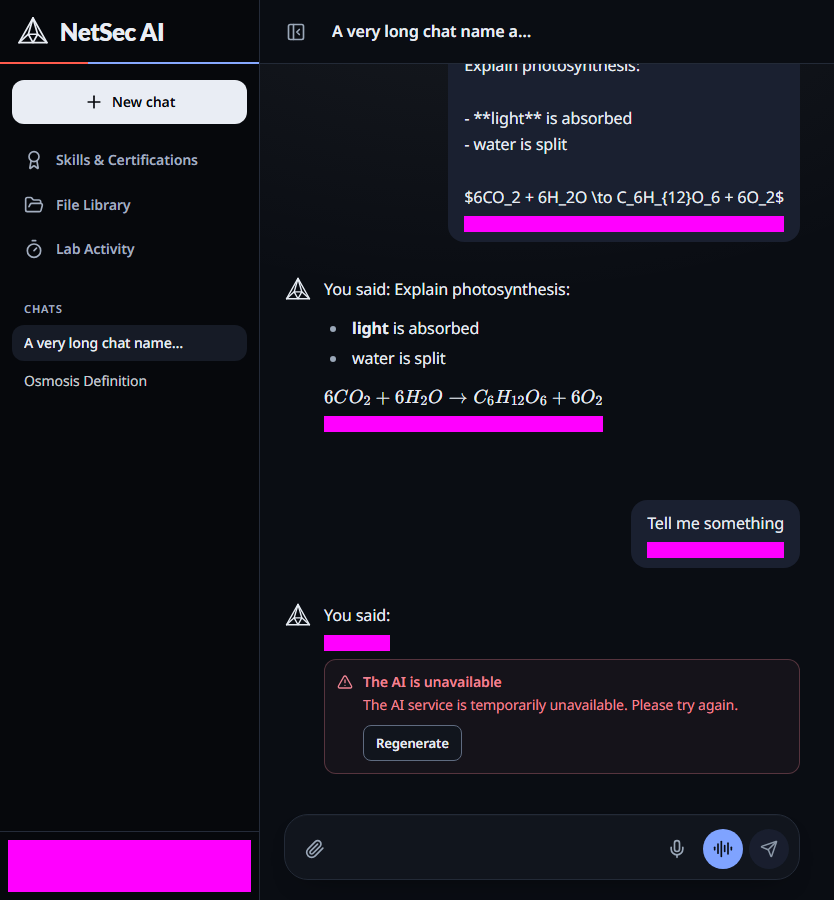 NetSec AI
A very long chat name a...
New chat
Skills & Certifications
File Library
Lab Activity
CHATS
A very long chat name...
Osmosis Definition
Explain photosynthesis:
- **light** is absorbed
- water is split
$6CO_2 + 6H_2O \to C_6H_{12}O_6 + 6O_2$
You said: Explain photosynthesis:
• light is absorbed
• water is split
6CO₂ + 6H₂O → C₆H₁₂O₆ + 6O₂
Tell me something
You said:
The AI is unavailable
The AI service is temporarily unavailable. Please try again.
Regenerate